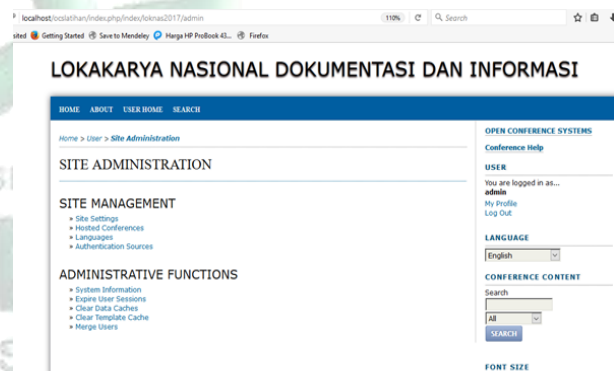 localhost/ocslatihan/index.php/index/loknas2017/admin
110%
Search
sited Getting Started Save to Mendeley Harga HP ProBook 43... Firefox
LOKAKARYA NASIONAL DOKUMENTASI DAN INFORMASI
HOME ABOUT USER HOME SEARCH
Home > User > Site Administration
SITE ADMINISTRATION
SITE MANAGEMENT
» Site Settings
» Hosted Conferences
» Languages
» Authentication Sources
ADMINISTRATIVE FUNCTIONS
» System Information
» Expire User Sessions
» Clear Data Caches
» Clear Template Cache
» Merge Users
OPEN CONFERENCE SYSTEMS
Conference Help
USER
You are logged in as...
admin
My Profile
Log Out
LANGUAGE
English
CONFERENCE CONTENT
Search
All
SEARCH
FONT SIZE